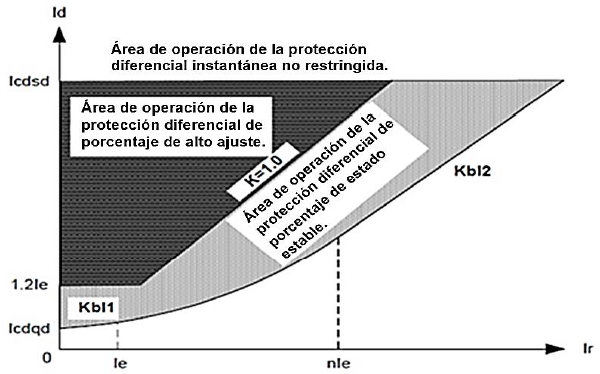 Id
Área de operación de la protección
diferencial instantánea no restringida.
Icdsd
Área de operación de la
protección diferencial de
porcentaje de alto ajuste.
K=1.0
Área de operación de la
protección diferencial de
porcentaje de estado
estable.
Kbl2
1.2Ie
Kbl1
Icdqd
0
Ie
nIe
Ir